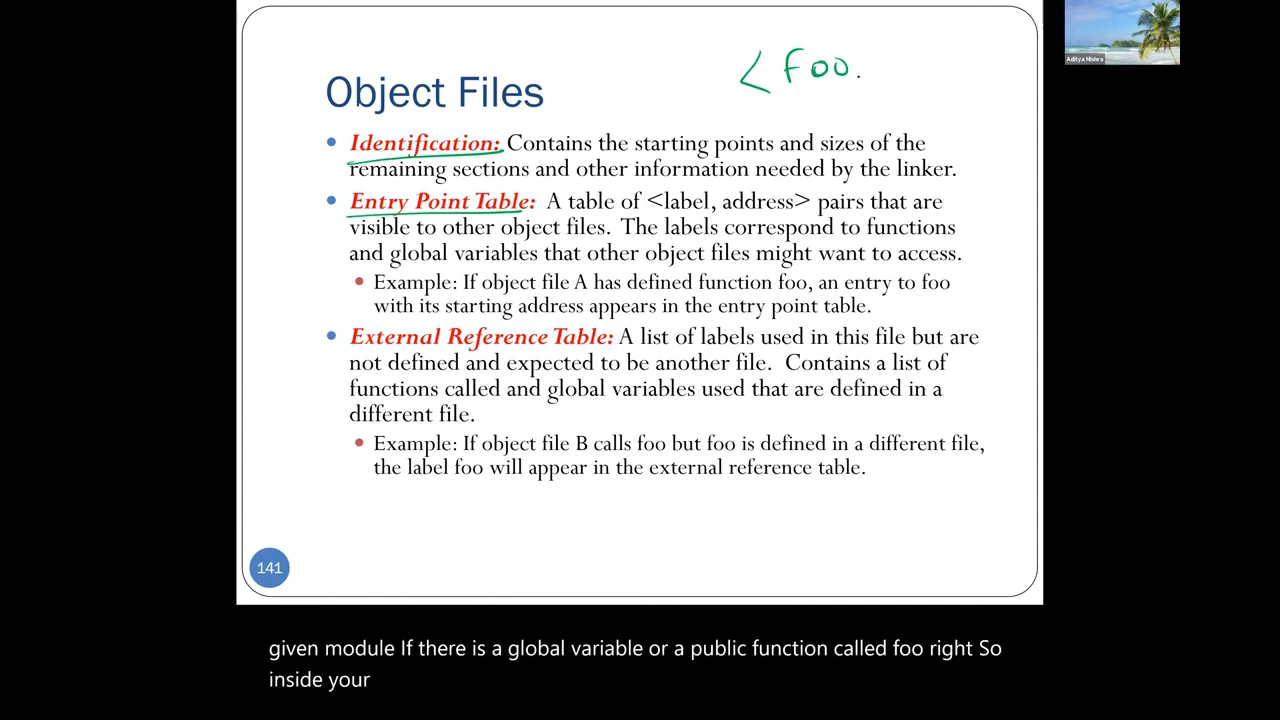 Aditya Mishra
< foo.
Object Files
• Identification: Contains the starting points and sizes of the
remaining sections and other information needed by the linker.
• Entry Point Table: A table of <label, address> pairs that are
visible to other object files. The labels correspond to functions
and global variables that other object files might want to access.
• Example: If object file A has defined function foo, an entry to foo
with its starting address appears in the entry point table.
• External Reference Table: A list of labels used in this file but are
not defined and expected to be another file. Contains a list of
functions called and global variables used that are defined in a
different file.
• Example: If object file B calls foo but foo is defined in a different file,
the label foo will appear in the external reference table.
141
given module If there is a global variable or a public function called foo right So
inside your